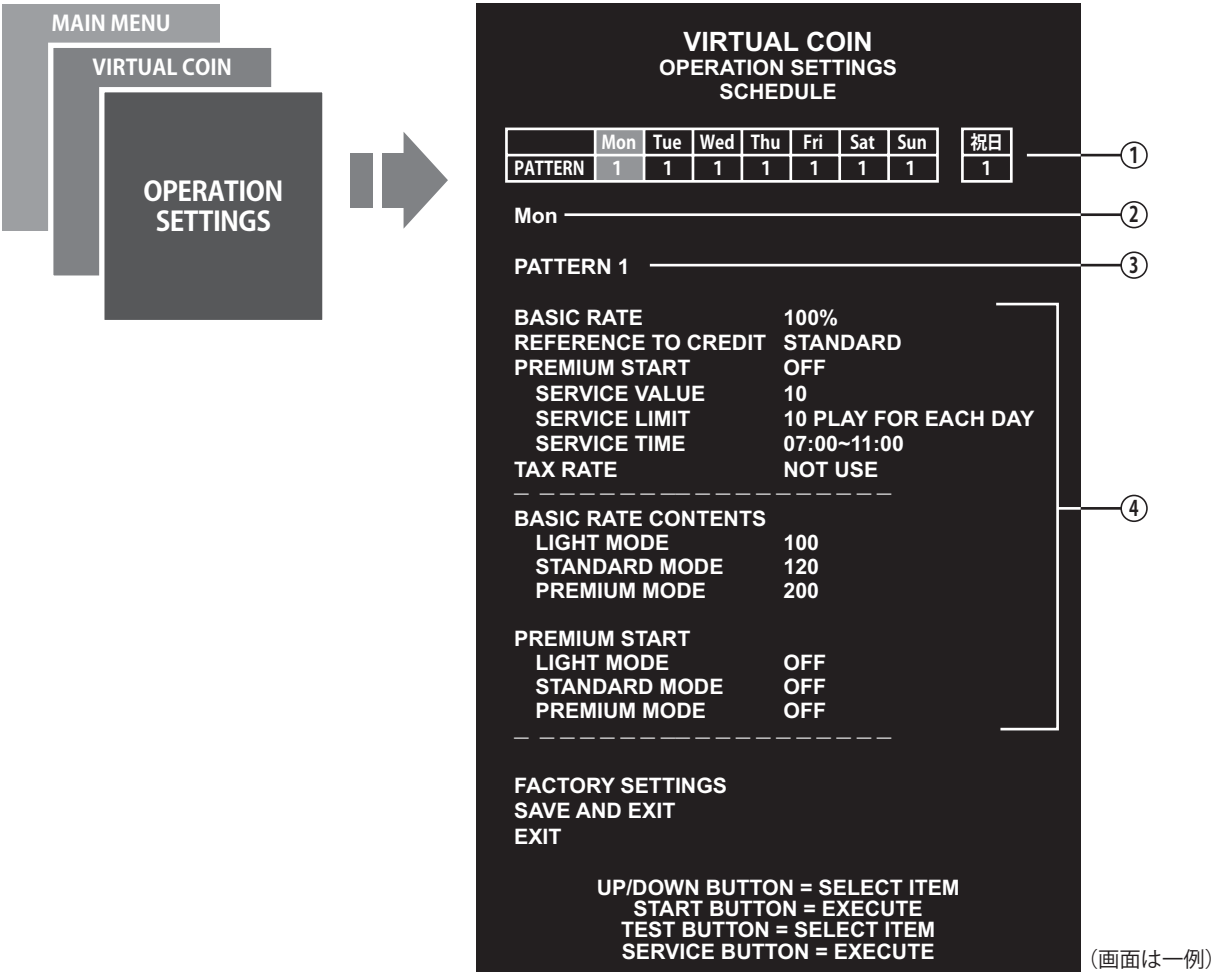 MAIN MENU
VIRTUAL COIN
OPERATION
SETTINGS
VIRTUAL COIN
OPERATION SETTINGS
SCHEDULE
Mon Tue Wed Thu Fri Sat Sun 祝日
PATTERN 1 1 1 1 1 1 1 1
①
Mon ②
PATTERN 1 ③
BASIC RATE 100%
REFERENCE TO CREDIT STANDARD
PREMIUM START OFF
SERVICE VALUE 10
SERVICE LIMIT 10 PLAY FOR EACH DAY
SERVICE TIME 07:00~11:00
TAX RATE NOT USE
④
BASIC RATE CONTENTS
LIGHT MODE 100
STANDARD MODE 120
PREMIUM MODE 200
PREMIUM START
LIGHT MODE OFF
STANDARD MODE OFF
PREMIUM MODE OFF
FACTORY SETTINGS
SAVE AND EXIT
EXIT
UP/DOWN BUTTON = SELECT ITEM
START BUTTON = EXECUTE
TEST BUTTON = SELECT ITEM
SERVICE BUTTON = EXECUTE
(画面は一例)